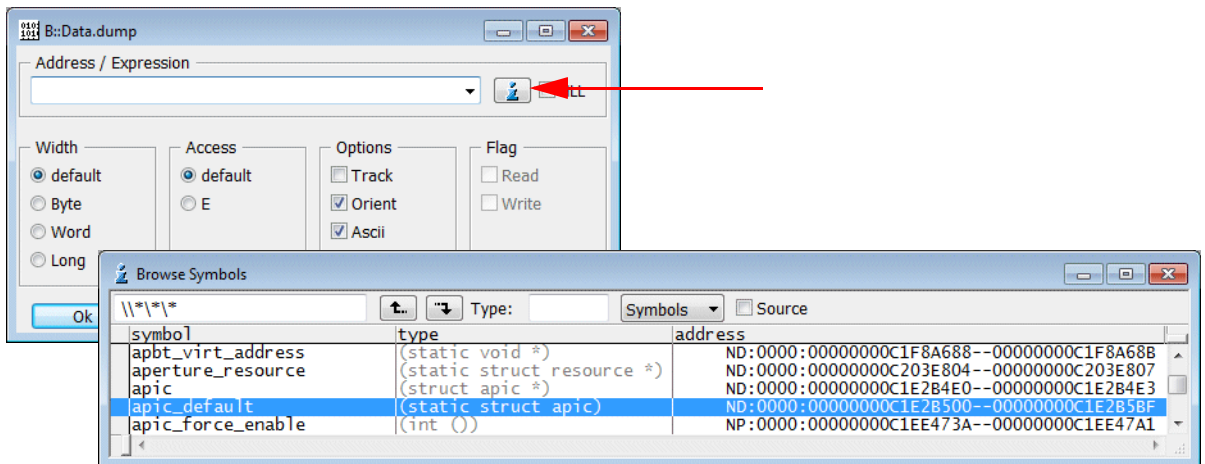 B::Data.dump
Address / Expression
Width
default
Byte
Word
Long
Access
default
E
Options
Track
Orient
Ascii
Flag
Read
Write
Ok
Browse Symbols
\\*\*\* Type: Symbols Source
symbol type address
apbt_virt_address (static void *) ND:0000:00000000C1F8A688--00000000C1F8A68B
aperture_resource (static struct resource *) ND:0000:00000000C203E804--00000000C203E807
apic (struct apic *) ND:0000:00000000C1E2B4E0--00000000C1E2B4E3
apic_default (static struct apic) ND:0000:00000000C1E2B500--00000000C1E2B5BF
apic_force_enable (int ()) NP:0000:00000000C1EE473A--00000000C1EE47A1